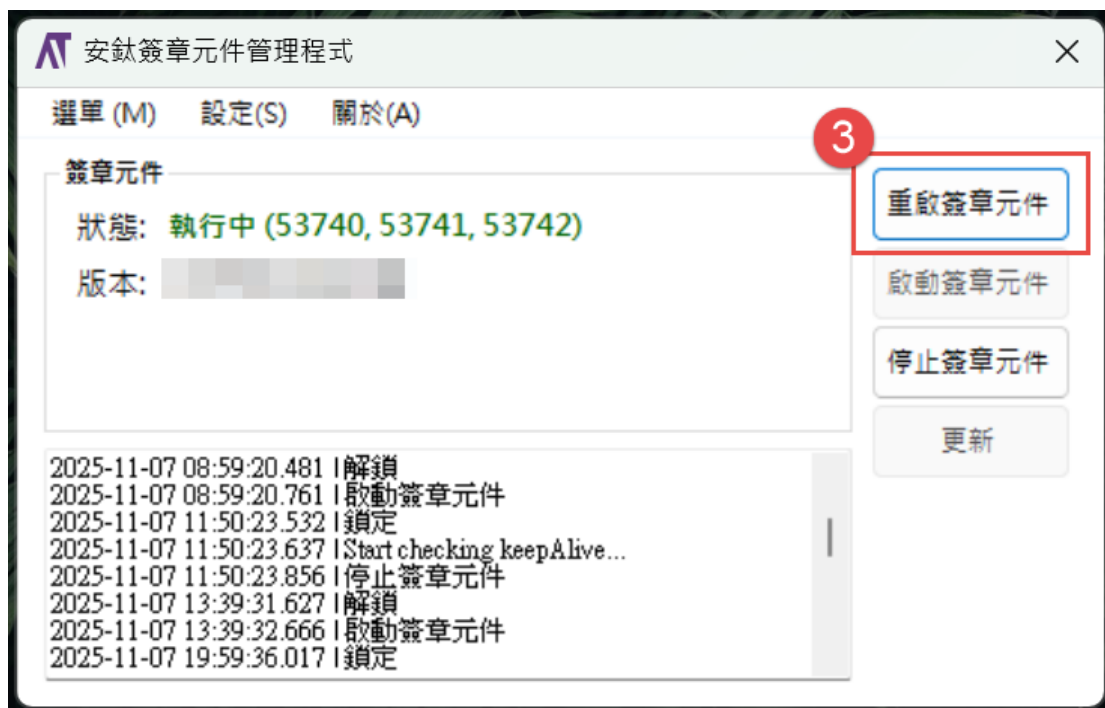 安鈦簽章元件管理程式
選單 (M) 設定(S) 關於(A)
3
簽章元件
狀態: 執行中 (53740, 53741, 53742)
版本:
重啟簽章元件
啟動簽章元件
停止簽章元件
更新
2025-11-07 08:59:20.481 | 解鎖
2025-11-07 08:59:20.761 | 啟動簽章元件
2025-11-07 11:50:23.532 | 鎖定
2025-11-07 11:50:23.637 | Start checking keepAlive...
2025-11-07 11:50:23.856 | 停止簽章元件
2025-11-07 13:39:31.627 | 解鎖
2025-11-07 13:39:32.666 | 啟動簽章元件
2025-11-07 19:59:36.017 | 鎖定